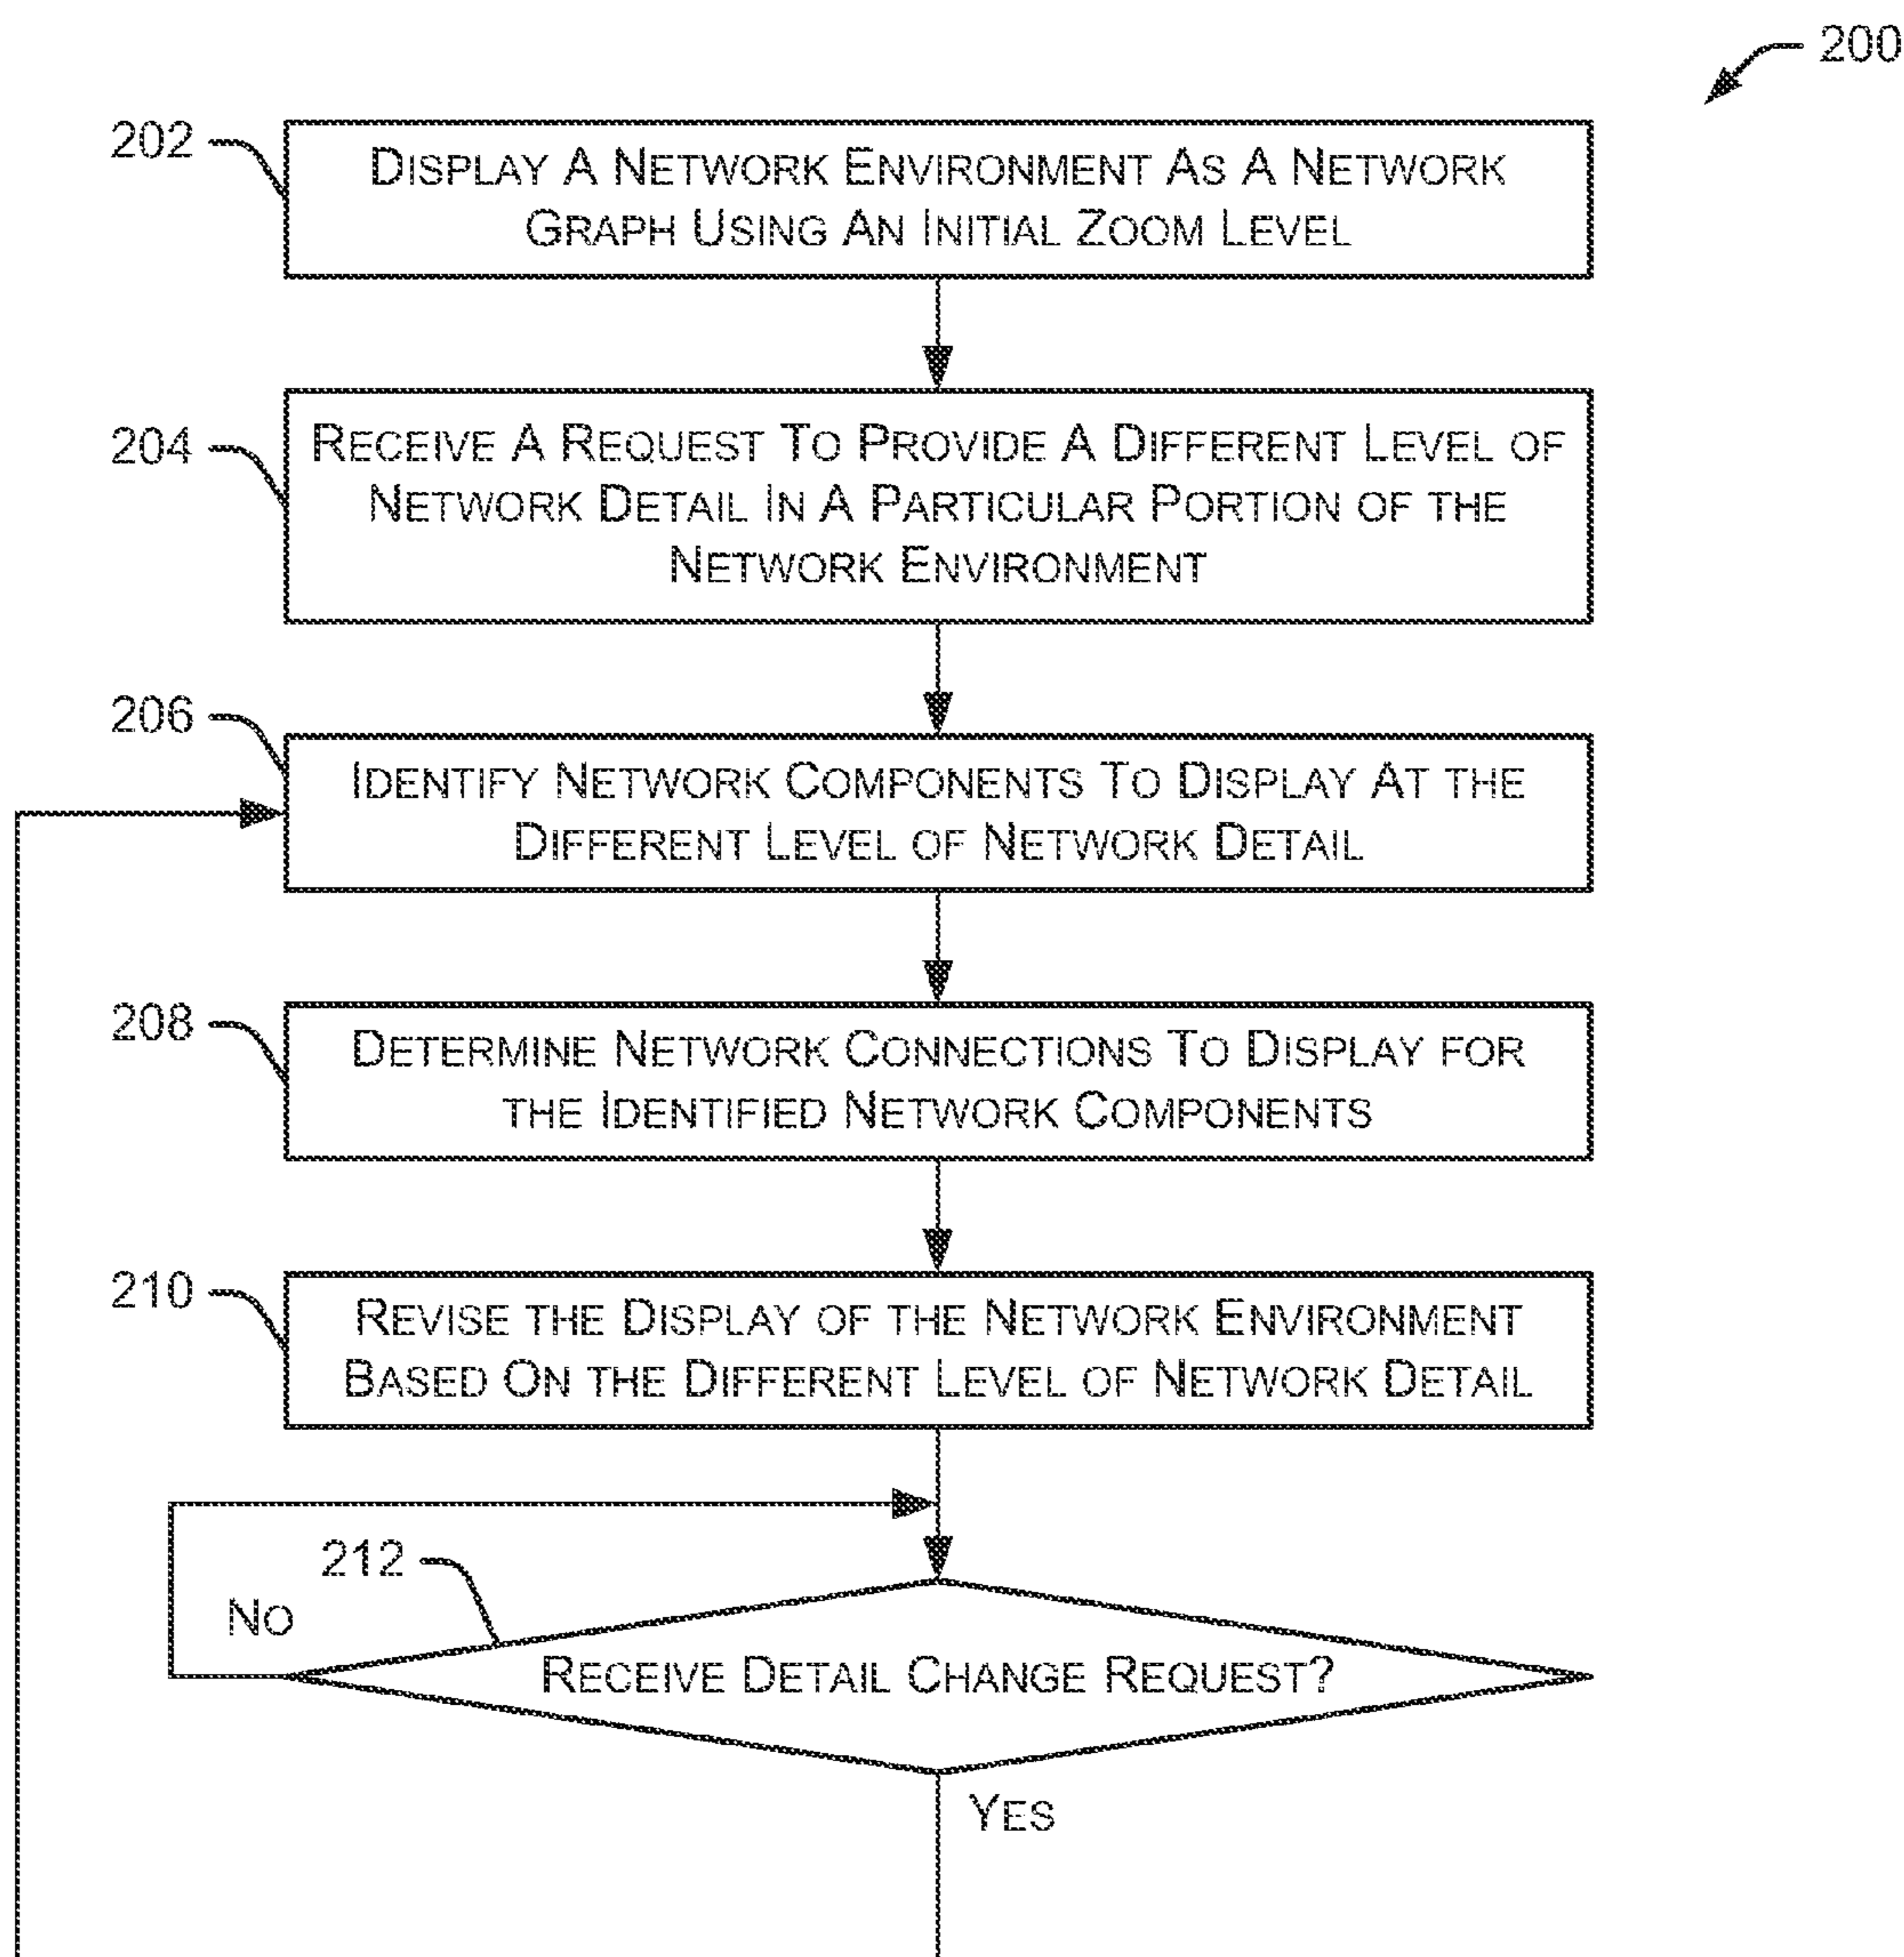 200
202
DISPLAY A NETWORK ENVIRONMENT AS A NETWORK
GRAPH USING AN INITIAL ZOOM LEVEL
204
RECEIVE A REQUEST TO PROVIDE A DIFFERENT LEVEL OF
NETWORK DETAIL IN A PARTICULAR PORTION OF THE
NETWORK ENVIRONMENT
206
IDENTIFY NETWORK COMPONENTS TO DISPLAY AT THE
DIFFERENT LEVEL OF NETWORK DETAIL
208
DETERMINE NETWORK CONNECTIONS TO DISPLAY FOR
THE IDENTIFIED NETWORK COMPONENTS
210
REVISE THE DISPLAY OF THE NETWORK ENVIRONMENT
BASED ON THE DIFFERENT LEVEL OF NETWORK DETAIL
212
NO
RECEIVE DETAIL CHANGE REQUEST?
YES